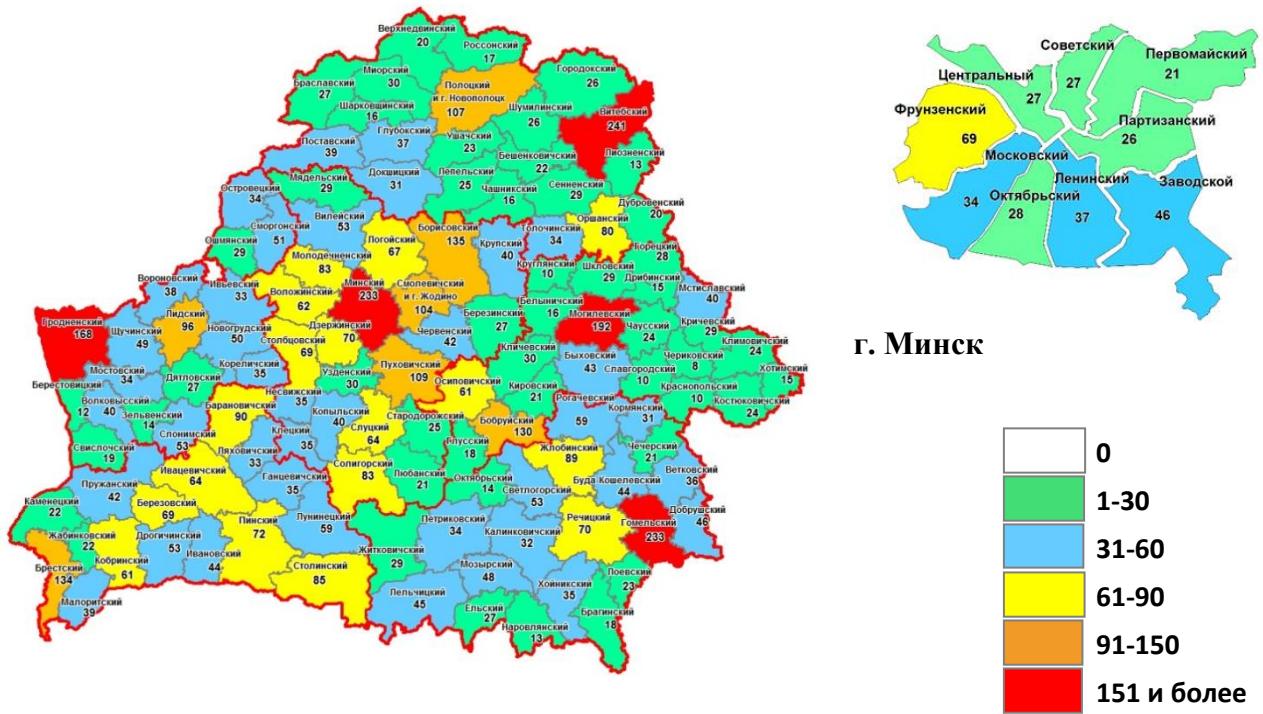 Верхнедвинский
20
Россонский
17
Городокский
26
Миорский
30
Браславский
27
Полоцкий
и г. Новополоцк
107
Шарковщинский
16
Шумилинский
26
Витебский
241
Глубокский
37
Ушачский
23
Поставский
39
Бешенковичский
22
Лиозненский
13
Докшицкий
31
Лепельский
25
Сенненский
29
Чашникский
16
Мядельский
29
Островецкий
34
Дубровенский
20
Оршанский
80
Вилейский
53
Сморгонский
51
Логойский
67
Борисовский
135
Крупский
40
Толочинский
34
Ошмянский
29
Горецкий
28
Молодечненский
83
Круглянский
10
Шкловский
29
Дрибинский
15
Мстиславский
40
Вороновский
38
Ивьевский
33
Воложинский
62
Минский
233
Смолевичский
и г. Жодино
104
Белыничский
16
Могилевский
192
Гродненский
168
Лидский
96
Щучинский
49
Новогрудский
50
Дзержинский
70
Столбцовский
69
Червенский
42
Березинский
27
Чаусский
24
Кричевский
29
Климовичский
24
Кличевский
30
Быховский
43
Чериковский
8
Хотимский
15
Мостовский
34
Кореличский
35
Дятловский
27
Узденский
30
Пуховичский
109
Осиповичский
61
Славгородский
10
Краснопольский
10
Костюковичский
24
Кировский
21
Берестовицкий
12
Волковысский
40
Зельвенский
14
Барановичский
90
Несвижский
35
Копыльский
40
Слуцкий
64
Стародорожский
25
Бобруйский
130
Рогачевский
59
Кормянский
31
Свислочский
19
Слонимский
53
Ляховичский
33
Клецкий
35
Глусский
18
Чечерский
21
Жлобинский
89
Солигорский
83
Любанский
21
Октябрьский
14
Светлогорский
53
Буда Кошелевский
44
Ветковский
36
Ивацевичский
64
Ганцевичский
35
Пружанский
42
Каменецкий
22
Березовский
69
Пинский
72
Лунинецкий
59
Петриковский
34
Калинковичский
32
Речицкий
70
Гомельский
233
Добрушский
46
Жабинковский
22
Дрогичинский
53
Ивановский
44
Житковичский
29
Брестский
134
Кобринский
61
Малоритский
39
Столинский
85
Мозырский
48
Хойникский
35
Лоевский
23
Лельчицкий
45
Ельский
27
Наровлянский
13
Брагинский
18
Советский
27
Первомайский
21
Центральный
27
Фрунзенский
69
Партизанский
26
Московский
34
Ленинский
37
Заводской
46
Октябрьский
28
г. Минск
0
1-30
31-60
61-90
91-150
151 и более